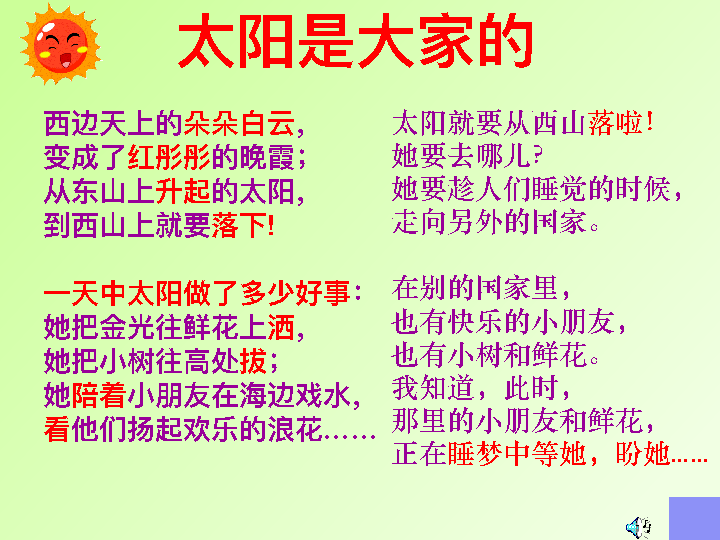 太阳是大家的
西边天上的朵朵白云，
变成了红彤彤的晚霞；
从东山上升起的太阳，
到西山上就要落下！
一天中太阳做了多少好事：
她把金光往鲜花上洒，
她把小树往高处拔；
她陪着小朋友在海边戏水，
看他们扬起欢乐的浪花……
太阳就要从西山落啦！
她要去哪儿？
她要趁人们睡觉的时候，
走向另外的国家。
在别的国家里，
也有快乐的小朋友，
也有小树和鲜花。
我知道，此时，
那里的小朋友和鲜花，
正在睡梦中等她，盼她……